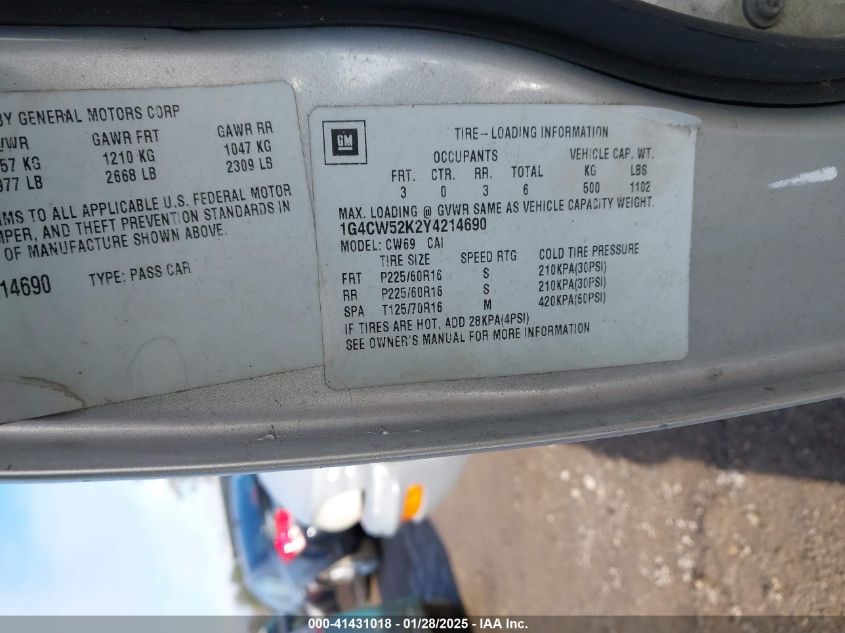 BY GENERAL MOTORS CORP
GAWR FRT GAWR RR
57 KG 1210 KG 1047 KG
977 LB 2668 LB 2309 LB
TO ALL APPLICABLE U.S. FEDERAL MOTOR
AND THEFT PREVENTION STANDARDS IN
OF MANUFACTURE SHOWN ABOVE.
14690 TYPE: PASS CAR
GM
TIRE-LOADING INFORMATION
OCCUPANTS VEHICLE CAP. WT.
FRT. CTR. RR. TOTAL KG LBS
3 0 3 6 500 1102
MAX. LOADING @ GVWR SAME AS VEHICLE CAPACITY WEIGHT.
1G4CW52K2Y4214690
MODEL: CW69 CAI
TIRE SIZE SPEED RTG COLD TIRE PRESSURE
FRT P225/60R16 S 210KPA(30PSI)
RR P225/60R16 S 210KPA(30PSI)
SPA T125/70R16 M 420KPA(60PSI)
IF TIRES ARE HOT, ADD 28KPA(4PSI)
SEE OWNER'S MANUAL FOR MORE INFORMATION
000-41431018 - 01/28/2025 - IAA Inc.